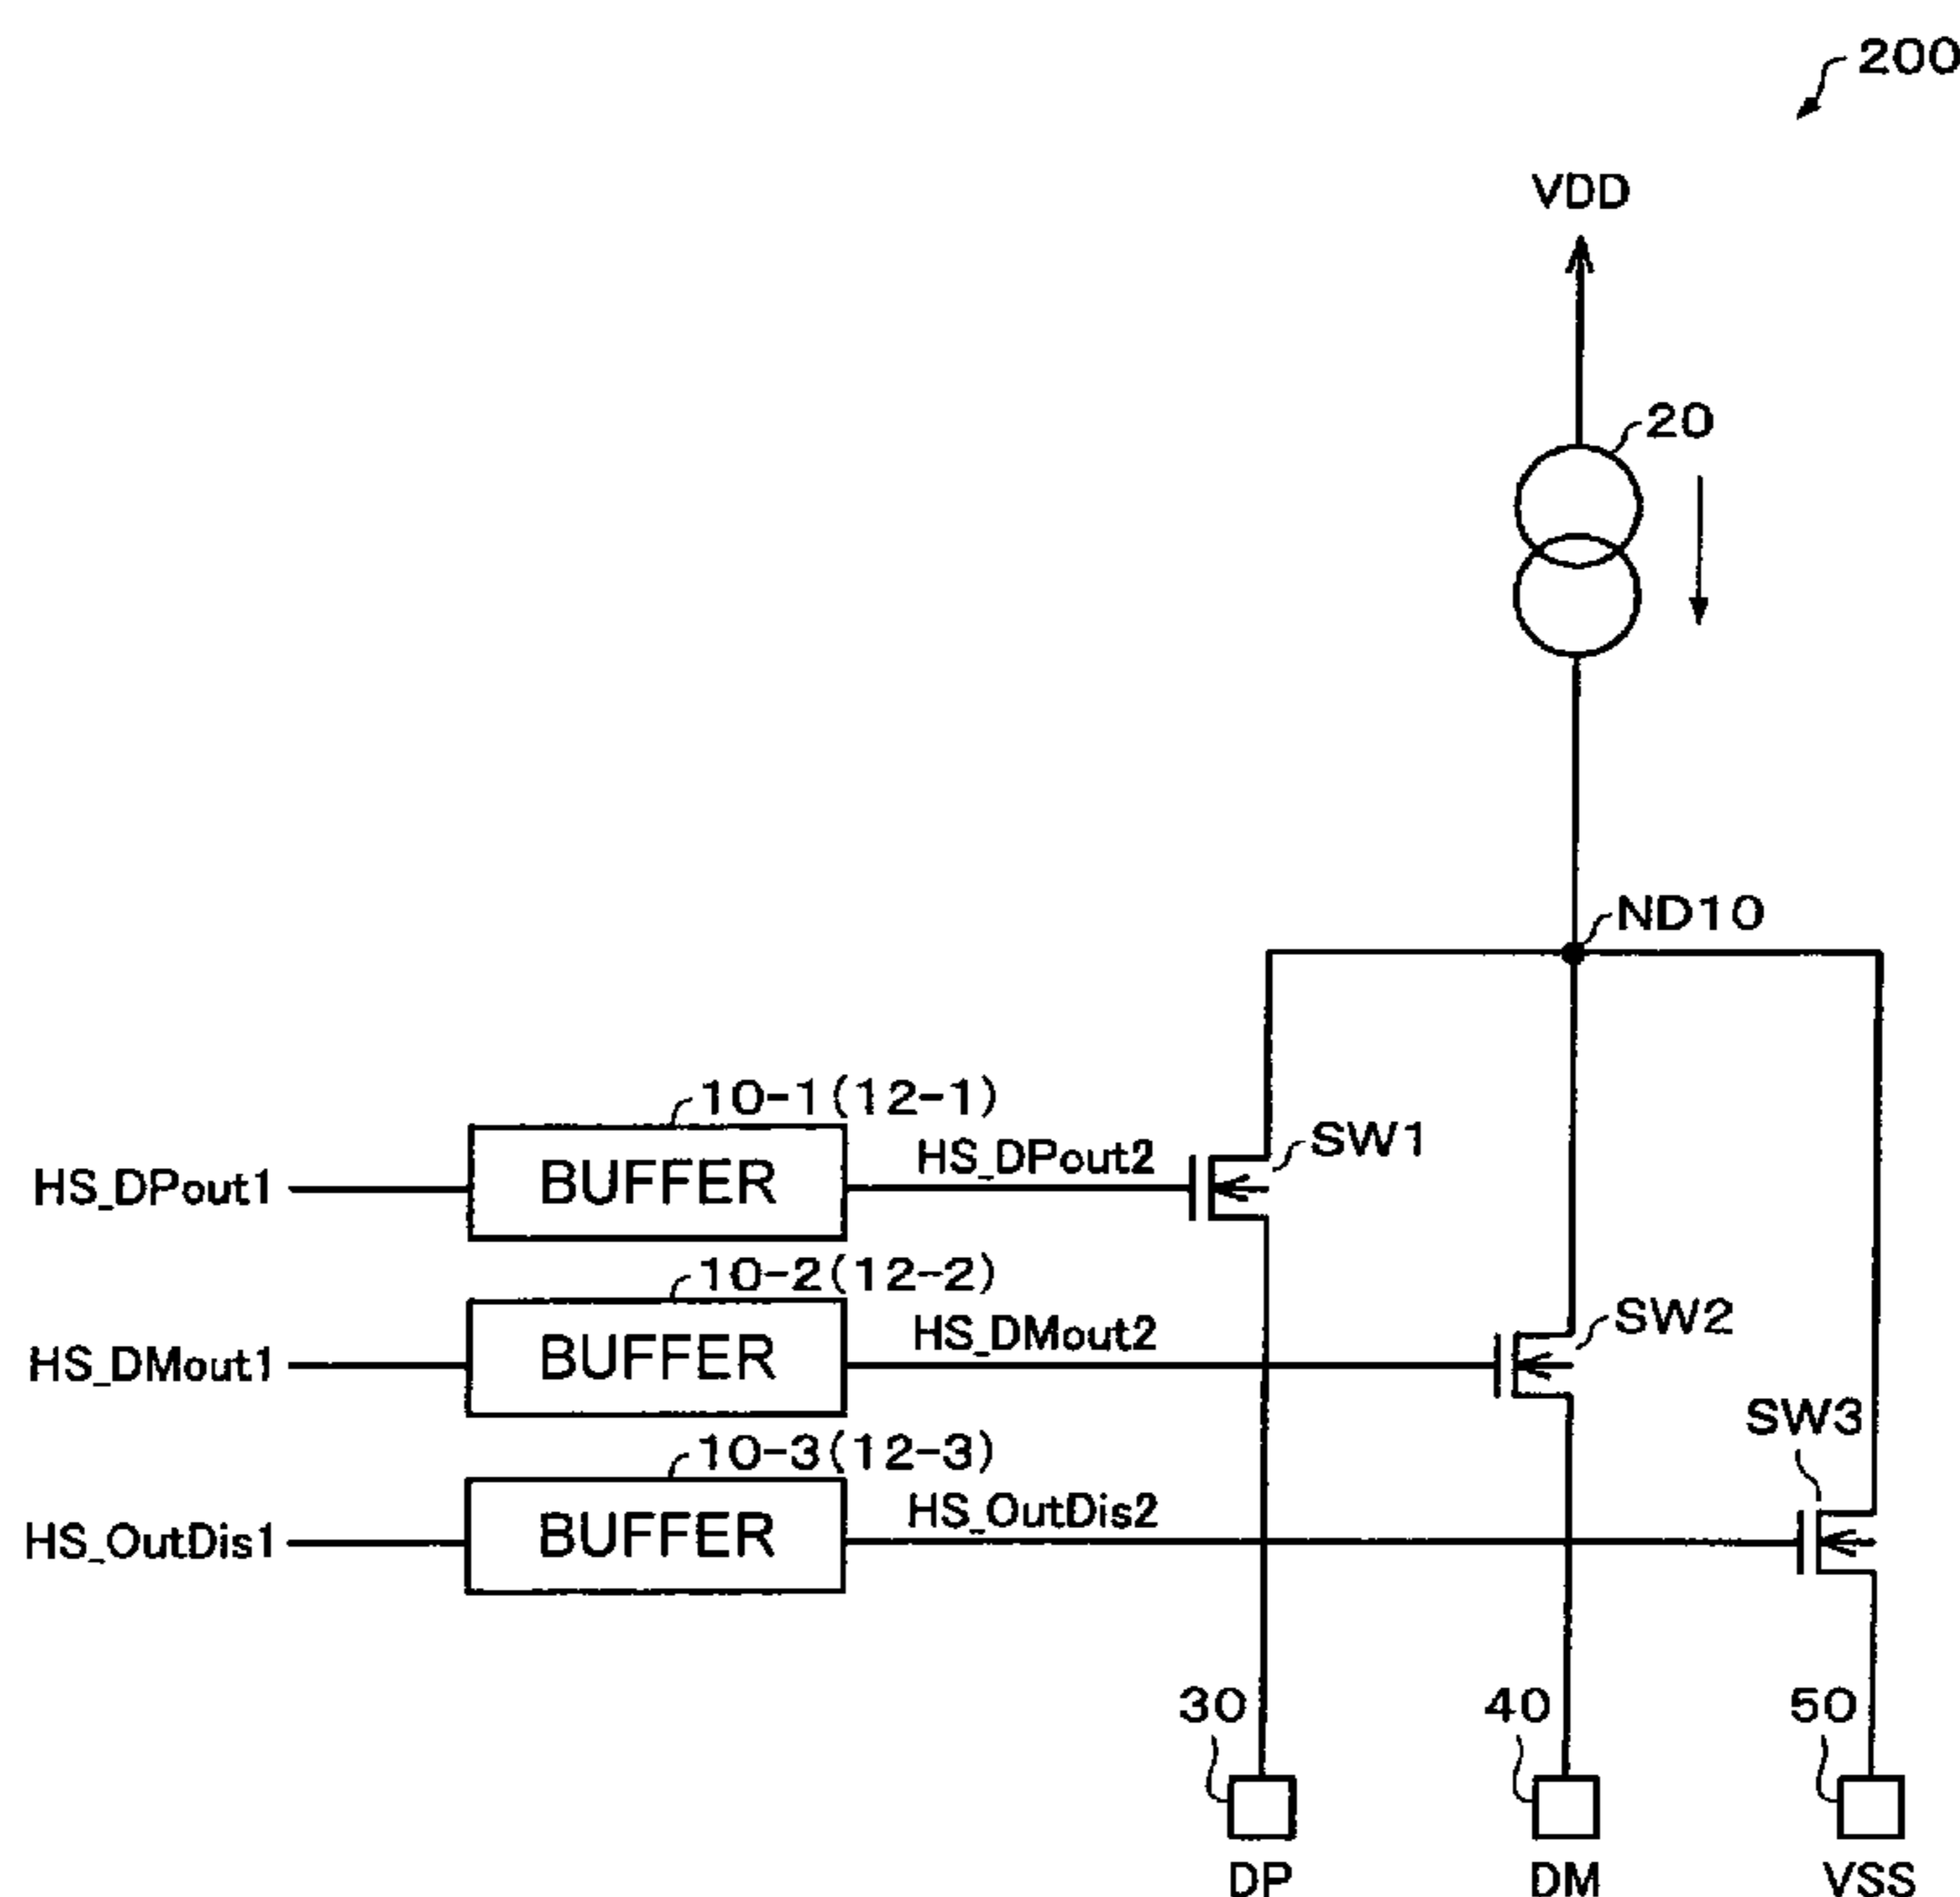 200
VDD
20
ND10
10-1(12-1)
HS_DPout1
BUFFER
HS_DPout2
SW1
10-2(12-2)
HS_DMout1
BUFFER
HS_DMout2
SW2
10-3(12-3)
HS_OutDis1
BUFFER
HS_OutDis2
SW3
30
40
50
DP
DM
VSS